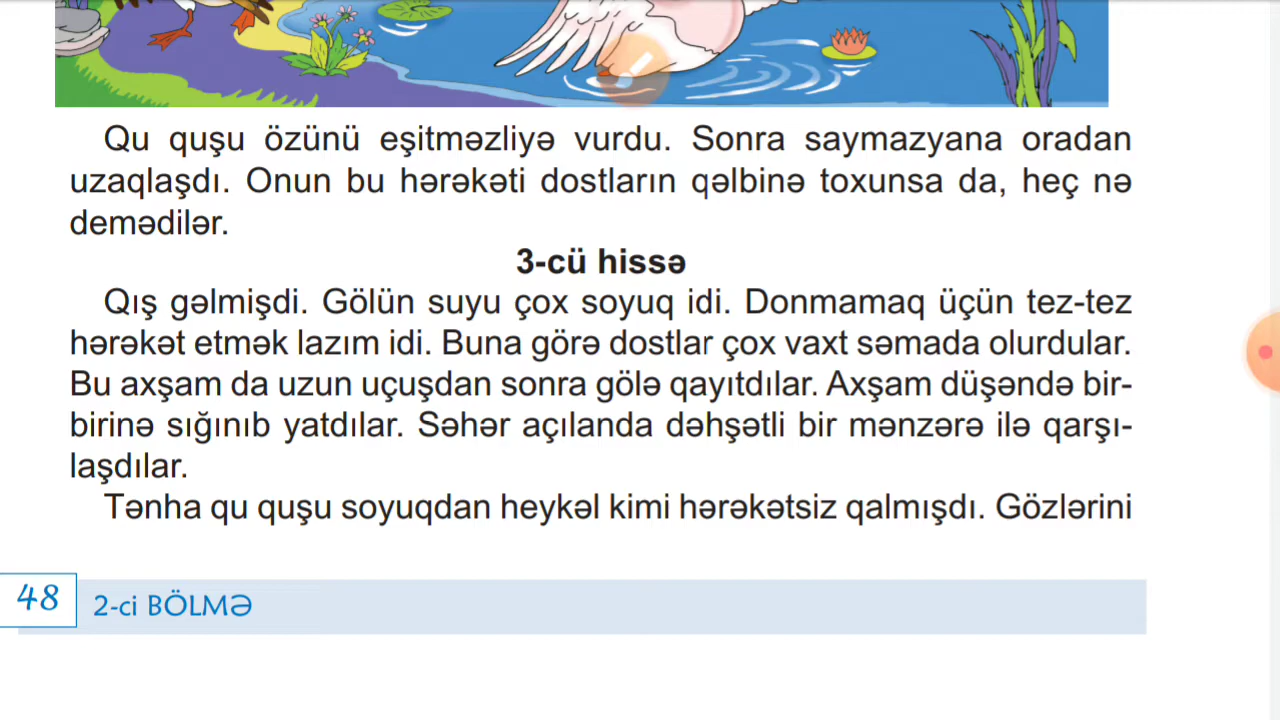 Qu quşu özünü eşitməzliyə vurdu. Sonra saymazyana oradan
uzaqlaşdı. Onun bu hərəkəti dostların qəlbinə toxunsa da, heç nə
demədilər.
3-cü hissə
Qış gəlmişdi. Gölün suyu çox soyuq idi. Donmamaq üçün tez-tez
hərəkət etmək lazım idi. Buna görə dostlar çox vaxt səmada olurdular.
Bu axşam da uzun uçuşdan sonra gölə qayıtdılar. Axşam düşəndə bir-
birinə sığınıb yatdılar. Səhər açılanda dəhşətli bir mənzərə ilə qarşı-
laşdılar.
Tənha qu quşu soyuqdan heykəl kimi hərəkətsiz qalmışdı. Gözlərini
48
2-ci BÖLMƏ